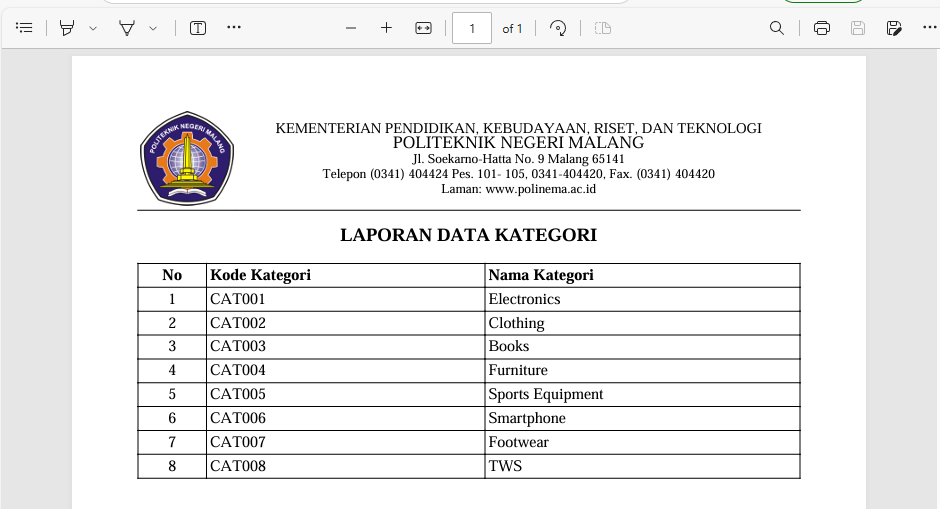 1 of 1
POLITEKNIK NEGERI MALANG
KEMENTERIAN PENDIDIKAN, KEBUDAYAAN, RISET, DAN TEKNOLOGI
POLITEKNIK NEGERI MALANG
Jl. Soekarno-Hatta No. 9 Malang 65141
Telepon (0341) 404424 Pes. 101- 105, 0341-404420, Fax. (0341) 404420
Laman: www.polinema.ac.id
LAPORAN DATA KATEGORI
No Kode Kategori Nama Kategori
1 CAT001 Electronics
2 CAT002 Clothing
3 CAT003 Books
4 CAT004 Furniture
5 CAT005 Sports Equipment
6 CAT006 Smartphone
7 CAT007 Footwear
8 CAT008 TWS